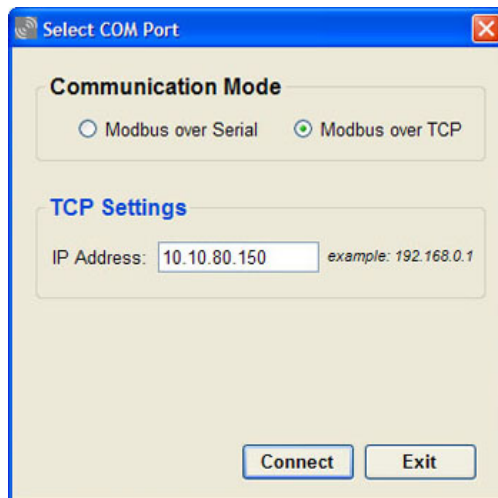 Select COM Port
Communication Mode
Modbus over Serial Modbus over TCP
TCP Settings
IP Address: 10.10.80.150 example: 192.168.0.1
Connect Exit